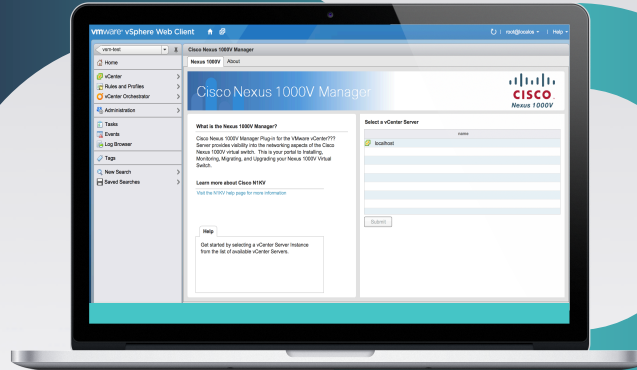 vmware® vSphere Web Client
root@localos
Help
vsm-test
Home
vCenter
Rules and Profiles
vCenter Orchestrator
Administration
Tasks
Events
Log Browser
Tags
New Search
Saved Searches
Cisco Nexus 1000V Manager
Nexus 1000V
About
Cisco Nexus 1000V Manager
CISCO
Nexus 1000V
What is the Nexus 1000V Manager?
Cisco Nexus 1000V Manager Plug-in for the VMware vCenter???
Server provides visibility into the networking aspects of the Cisco
Nexus 1000V virtual switch. This is your portal to Installing,
Monitoring, Migrating, and Upgrading your Nexus 1000V Virtual
Switch.
Learn more about Cisco N1KV
Visit the N1KV help page for more information
Help
Get started by selecting a vCenter Server Instance
from the list of available vCenter Servers.
Select a vCenter Server
name
localhost
Submit